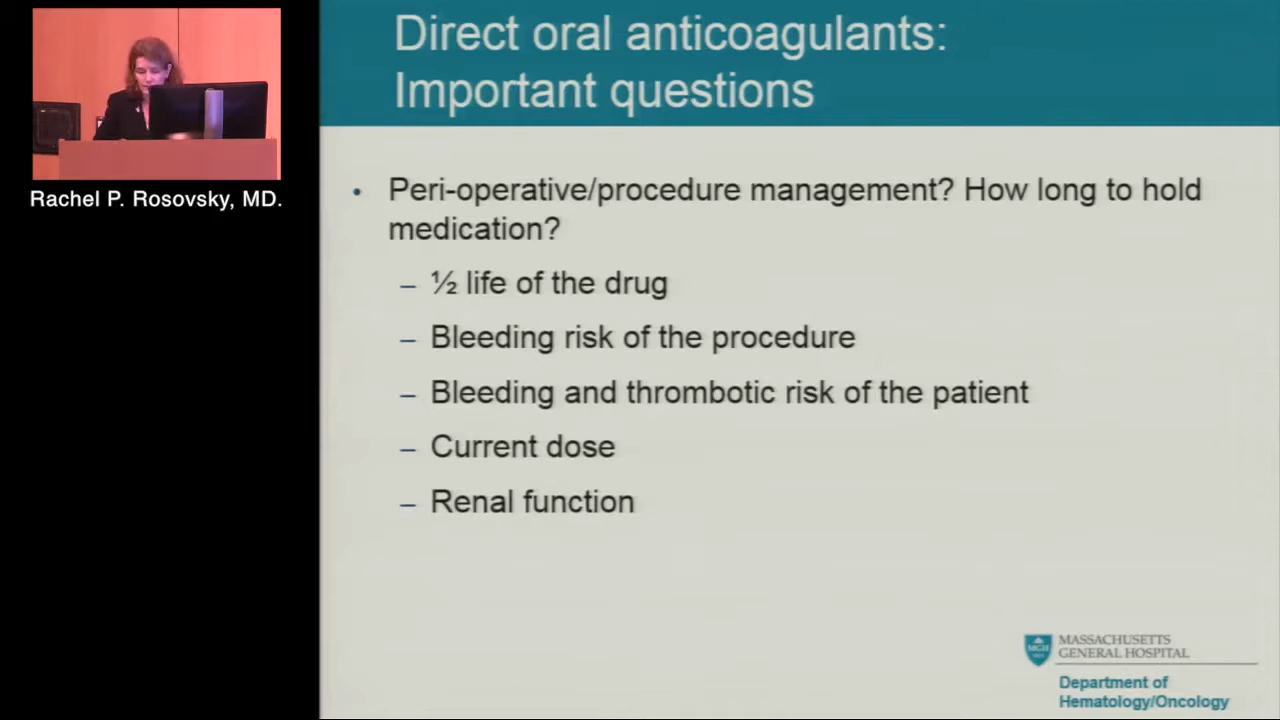 Direct oral anticoagulants:
Important questions
Rachel P. Rosovsky, MD.
• Peri-operative/procedure management? How long to hold
medication?
– ½ life of the drug
– Bleeding risk of the procedure
– Bleeding and thrombotic risk of the patient
– Current dose
– Renal function
MGH
MASSACHUSETTS
GENERAL HOSPITAL
Department of
Hematology/Oncology